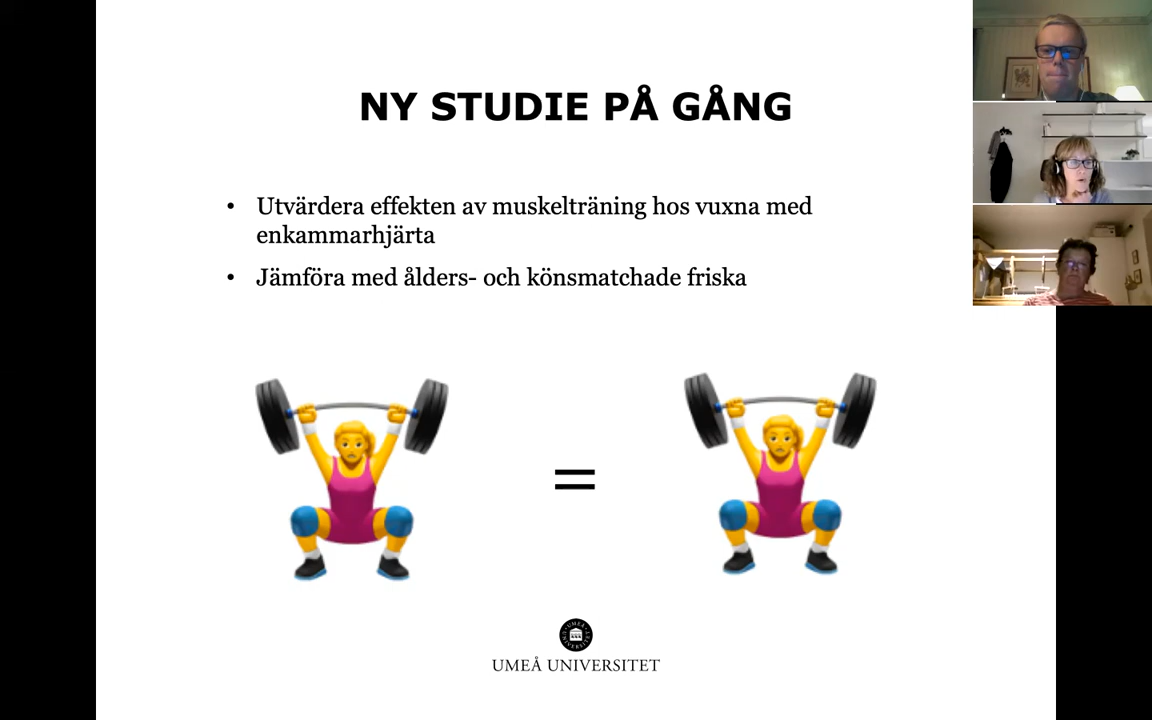 NY STUDIE PÅ GÅNG
• Utvärdera effekten av muskelträning hos vuxna med
enkammarhjärta
• Jämföra med ålders- och könsmatchade friska
=
UMEÅ UNIVERSITET